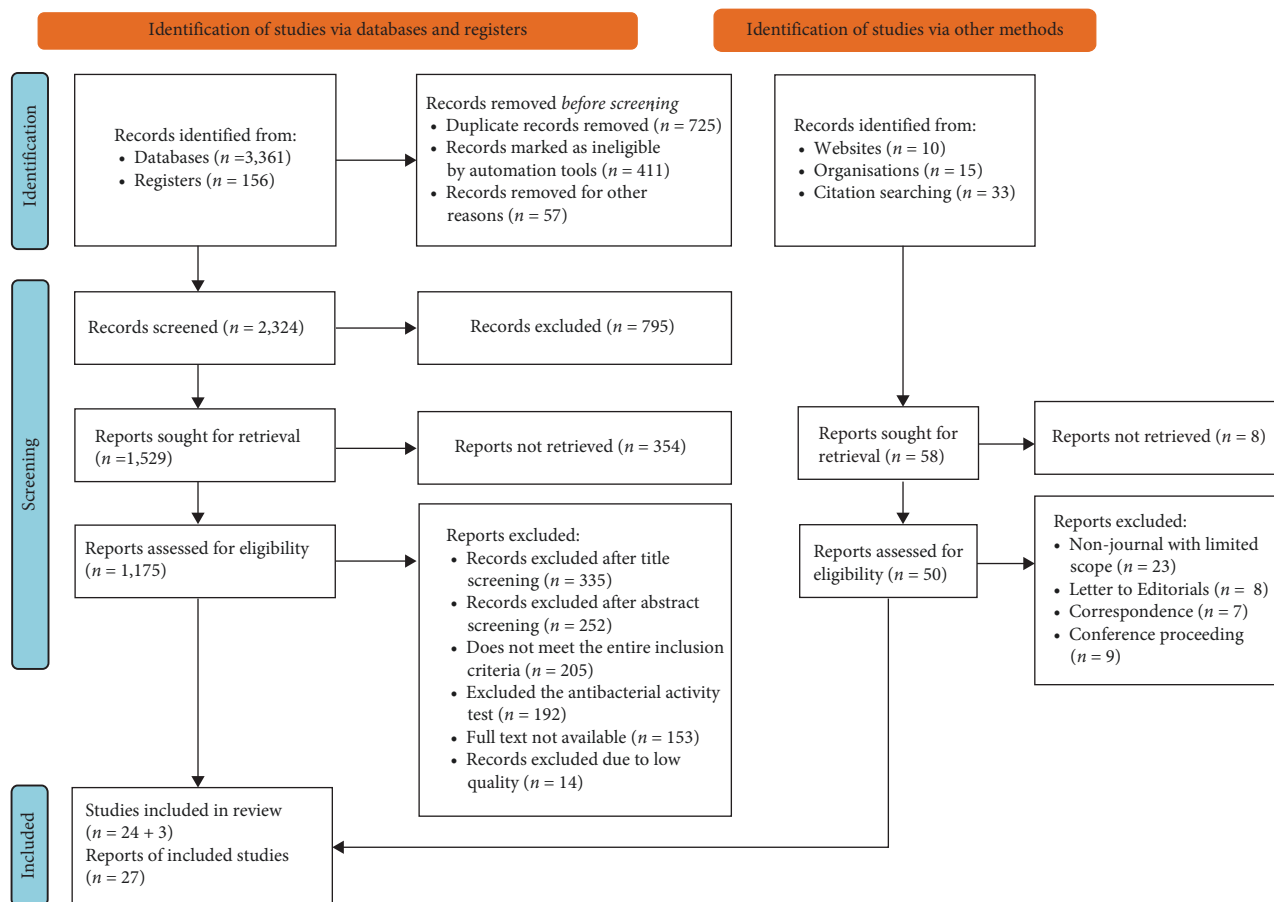 Identification of studies via databases and registers
Identification of studies via other methods
Identification
Records identified from:
• Databases (n =3,361)
• Registers (n = 156)
Records removed before screening
• Duplicate records removed (n = 725)
• Records marked as ineligible
by automation tools (n = 411)
• Records removed for other
reasons (n = 57)
Records identified from:
• Websites (n = 10)
• Organisations (n = 15)
• Citation searching (n = 33)
Screening
Records screened (n = 2,324)
Records excluded (n = 795)
Reports sought for retrieval
(n =1,529)
Reports not retrieved (n = 354)
Reports sought for
retrieval (n = 58)
Reports not retrieved (n = 8)
Reports assessed for eligibility
(n = 1,175)
Reports excluded:
• Records excluded after title
screening (n = 335)
• Records excluded after abstract
screening (n = 252)
• Does not meet the entire inclusion
criteria (n = 205)
• Excluded the antibacterial activity
test (n = 192)
• Full text not available (n = 153)
• Records excluded due to low
quality (n = 14)
Reports assessed for
eligibility (n = 50)
Reports excluded:
• Non-journal with limited
scope (n = 23)
• Letter to Editorials (n = 8)
• Correspondence (n = 7)
• Conference proceeding
(n = 9)
Included
Studies included in review
(n = 24 + 3)
Reports of included studies
(n = 27)